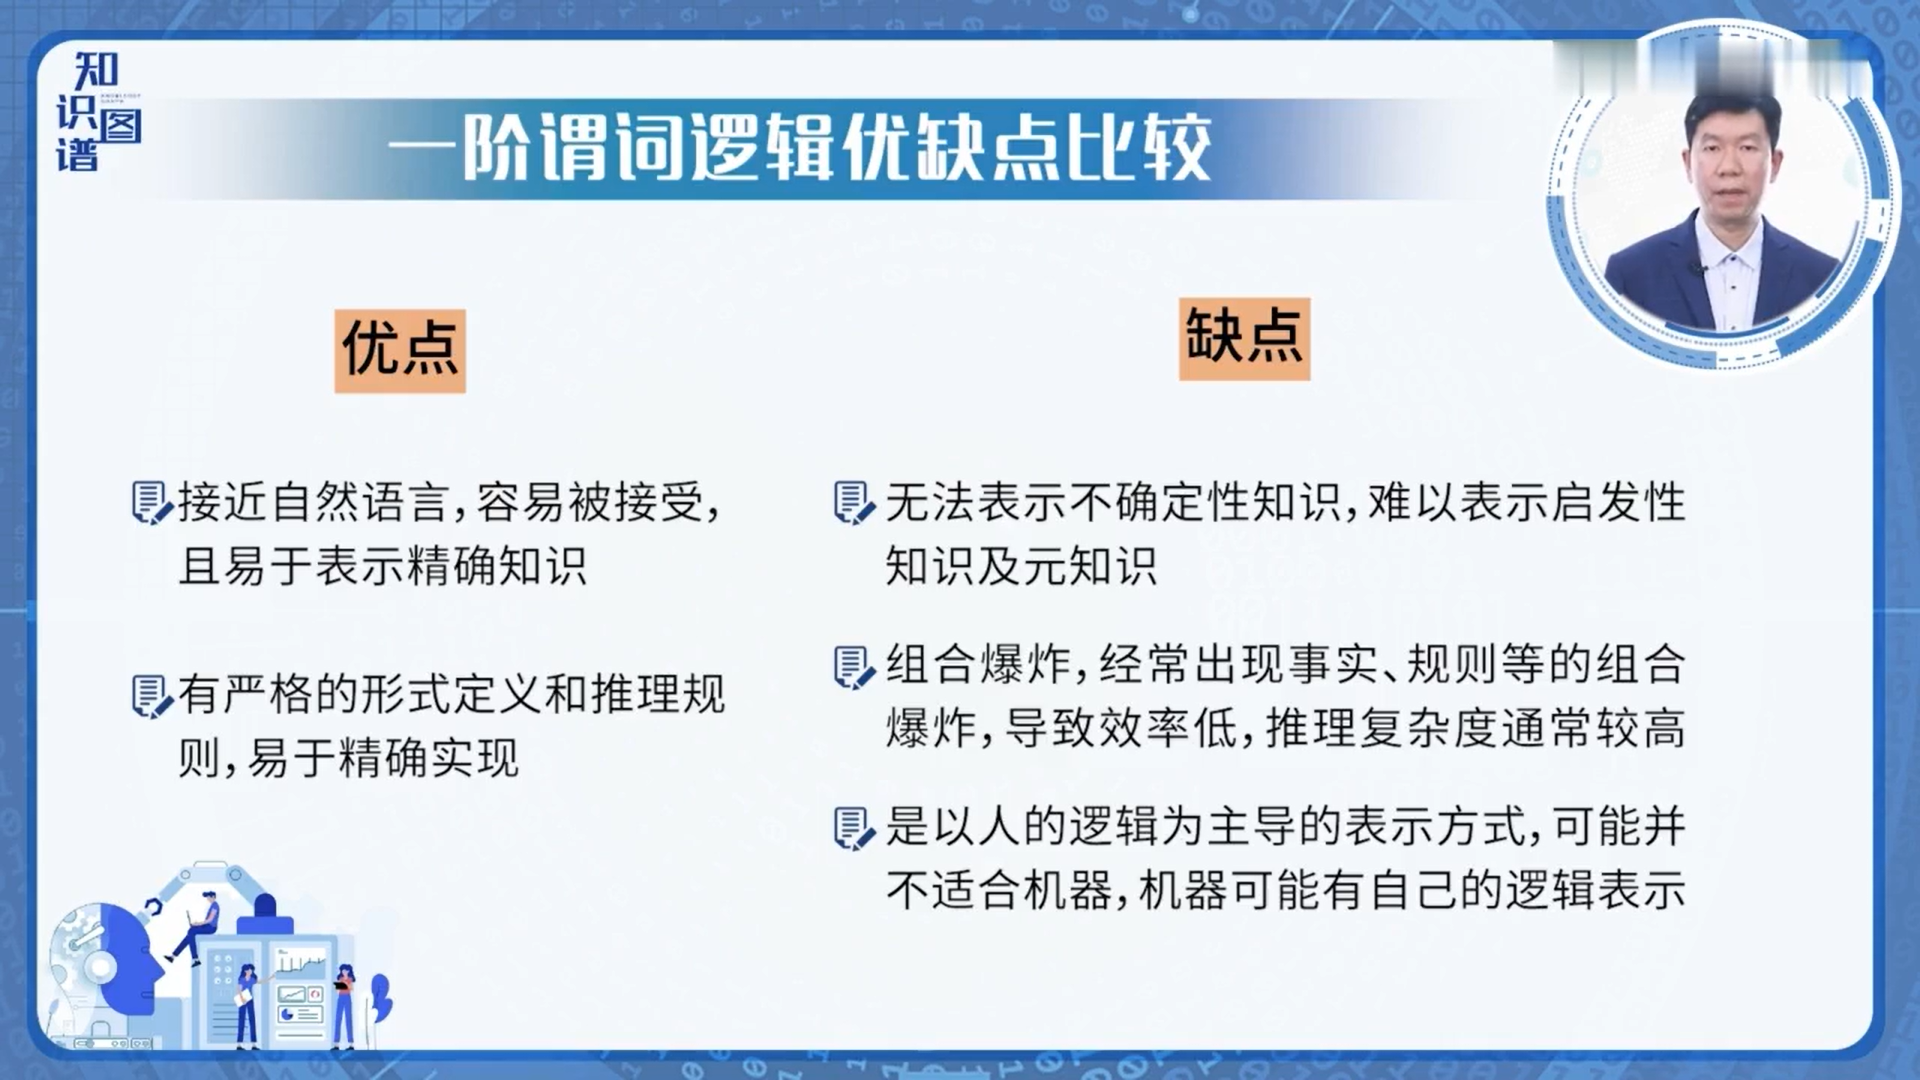 知
识图
谱
一阶谓词逻辑优缺点比较
优点
接近自然语言，容易被接受，
且易于表示精确知识
有严格的形式定义和推理规
则，易于精确实现
缺点
无法表示不确定性知识，难以表示启发性
知识及元知识
组合爆炸，经常出现事实、规则等的组合
爆炸，导致效率低，推理复杂度通常较高
是以人的逻辑为主导的表示方式，可能并
不适合机器，机器可能有自己的逻辑表示